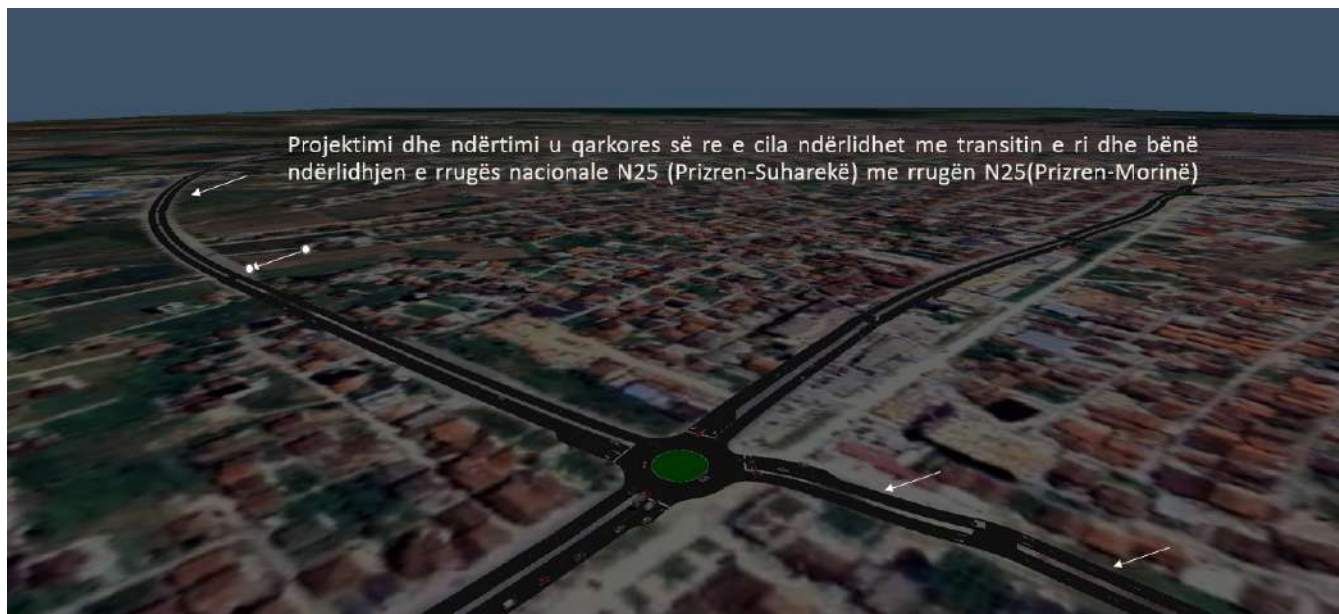 Projektimi dhe ndërtimi u qarkores së re e cila ndërlidhet me transitin e ri dhe bënë
ndërlidhjen e rrugës nacionale N25 (Prizren-Suharekë) me rrugën N25(Prizren-Morinë)